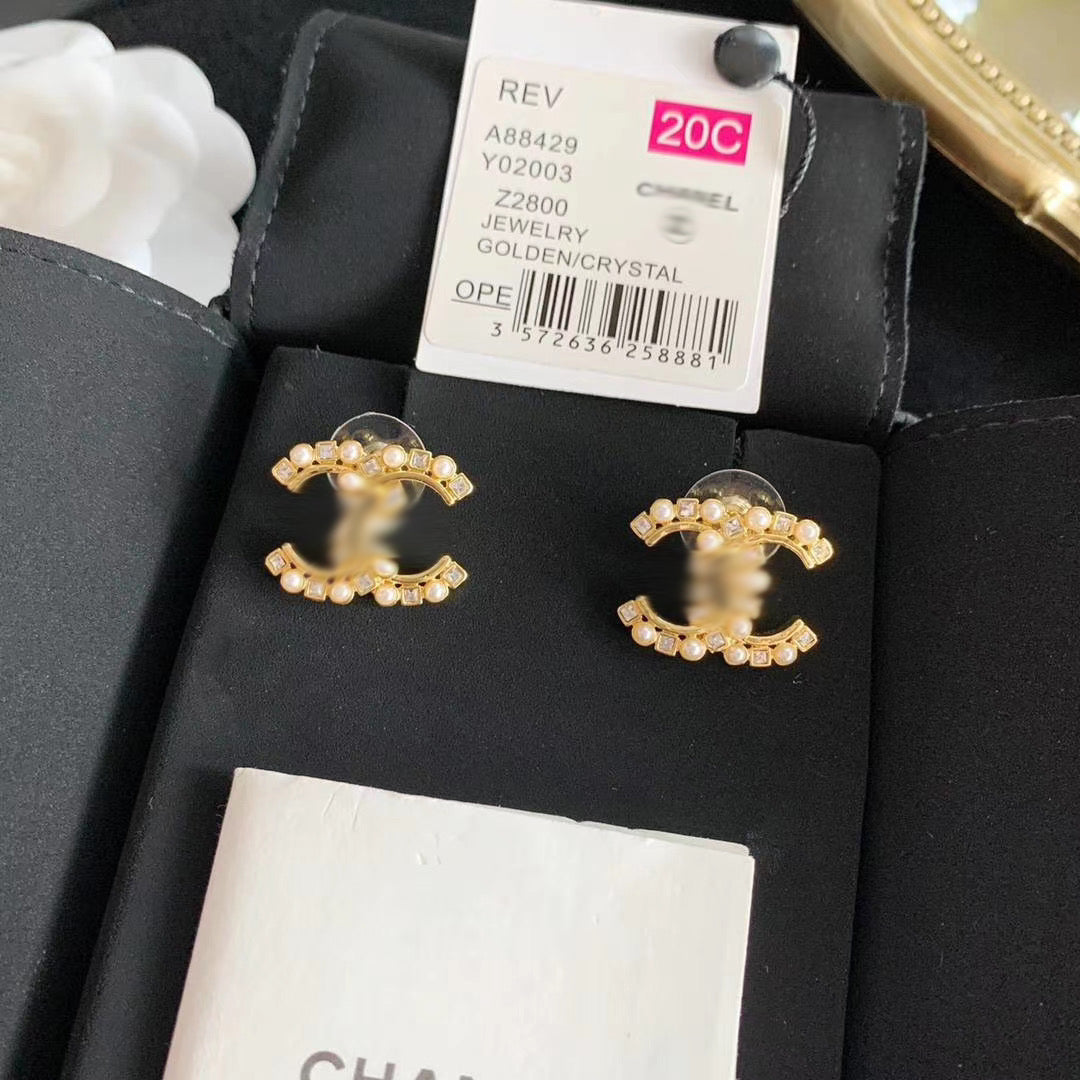 REV
20C
A88429
Y02003
Z2800
JEWELRY
GOLDEN/CRYSTAL
OPE
3 572636 258881